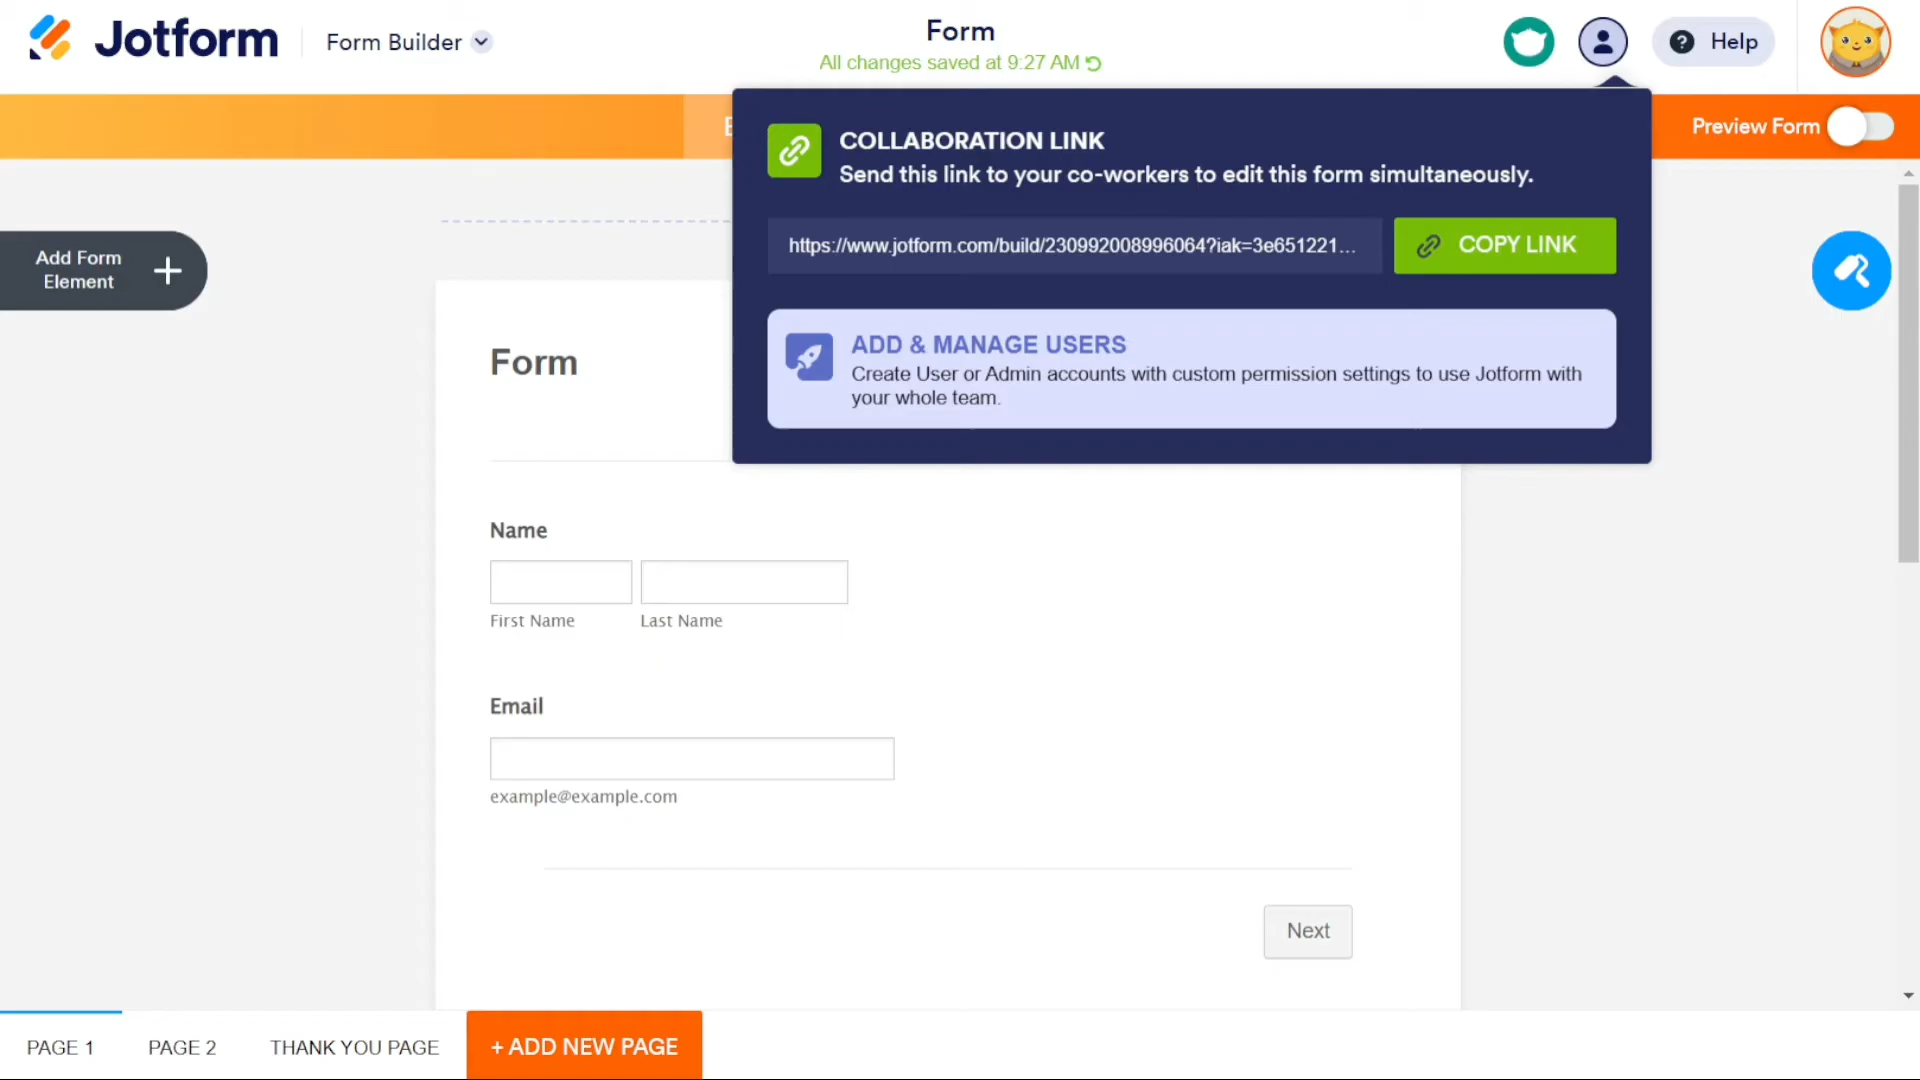 Jotform
Form Builder
Form
All changes saved at 9:27 AM
Help
Preview Form
COLLABORATION LINK
Send this link to your co-workers to edit this form simultaneously.
https://www.jotform.com/build/230992008996064?iak=3e651221...
COPY LINK
ADD & MANAGE USERS
Create User or Admin accounts with custom permission settings to use Jotform with
your whole team.
Add Form
Element
Form
Name
First Name
Last Name
Email
example@example.com
Next
PAGE 1
PAGE 2
THANK YOU PAGE
+ ADD NEW PAGE